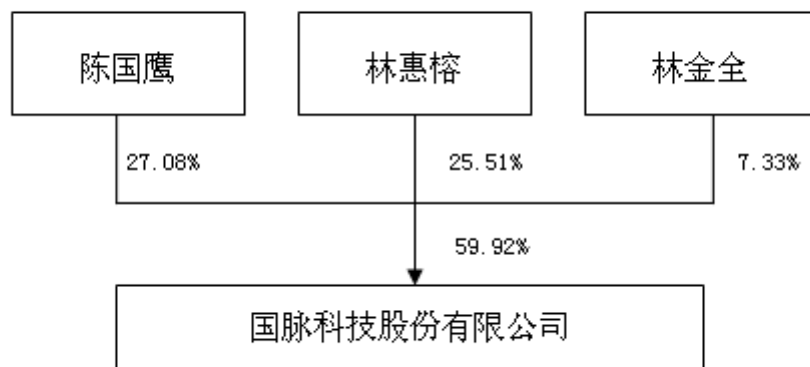 陈国鹰
林惠榕
林金全
27.08%
25.51%
7.33%
59.92%
国脉科技股份有限公司